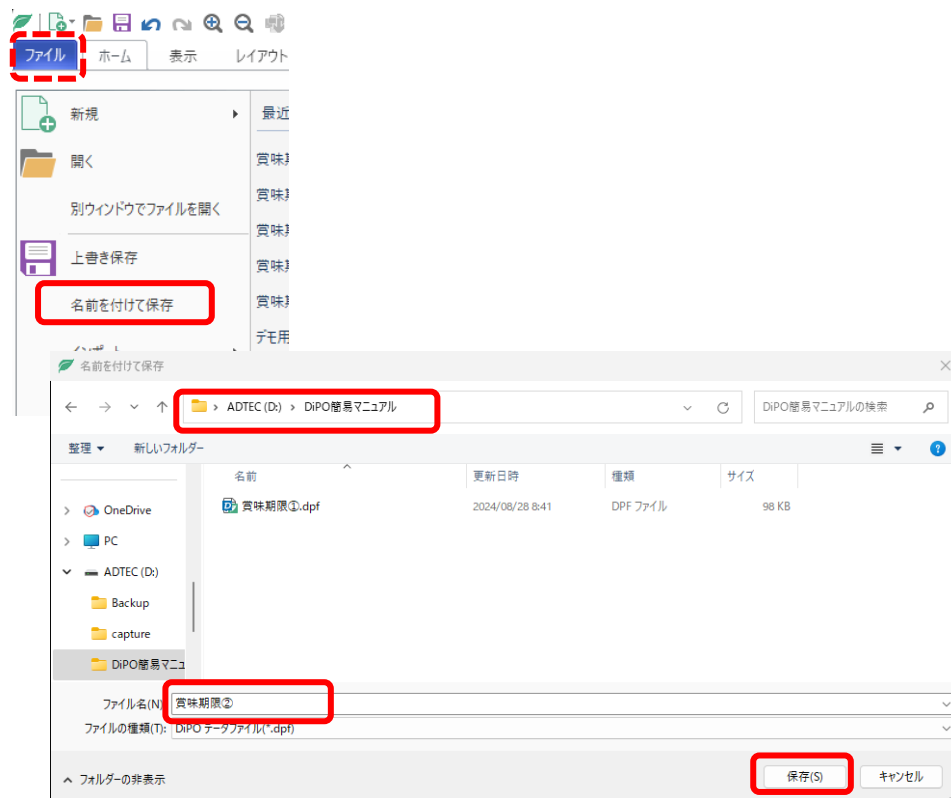 ファイル ホーム 表示 レイアウト
新規 最近
開く 賞味
賞味
別ウィンドウでファイルを開く
賞味
上書き保存 賞味
名前を付けて保存 賞味
デモ用
インポート
名前を付けて保存
ADTEC (D:) › DiPO簡易マニュアル DiPO簡易マニュアルの検索
整理 新しいフォルダー
名前 更新日時 種類 サイズ
OneDrive 賞味期限①.dpf 2024/08/28 8:41 DPF ファイル 98 KB
PC
ADTEC (D:)
Backup
capture
DiPO簡易マニュ
ファイル名(N) 賞味期限②
ファイルの種類(T): DiPO データファイル(*.dpf)
フォルダーの非表示 保存(S) キャンセル